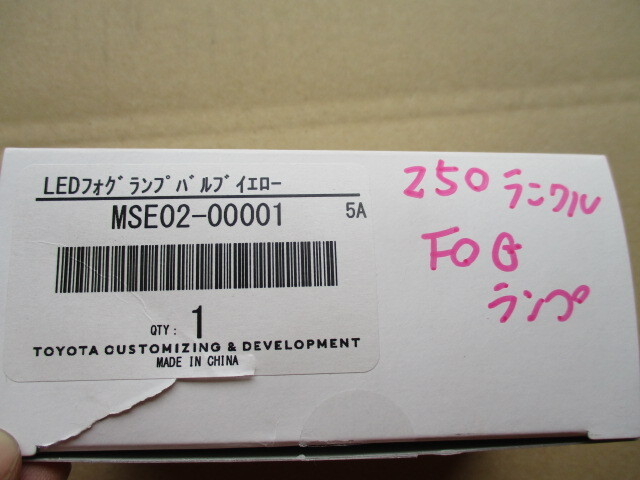 LEDフォグランプバルブイエロー
MSE02-00001 5A
QTY: 1
TOYOTA CUSTOMIZING & DEVELOPMENT
MADE IN CHINA
250 ランクル
FOG
ランプ